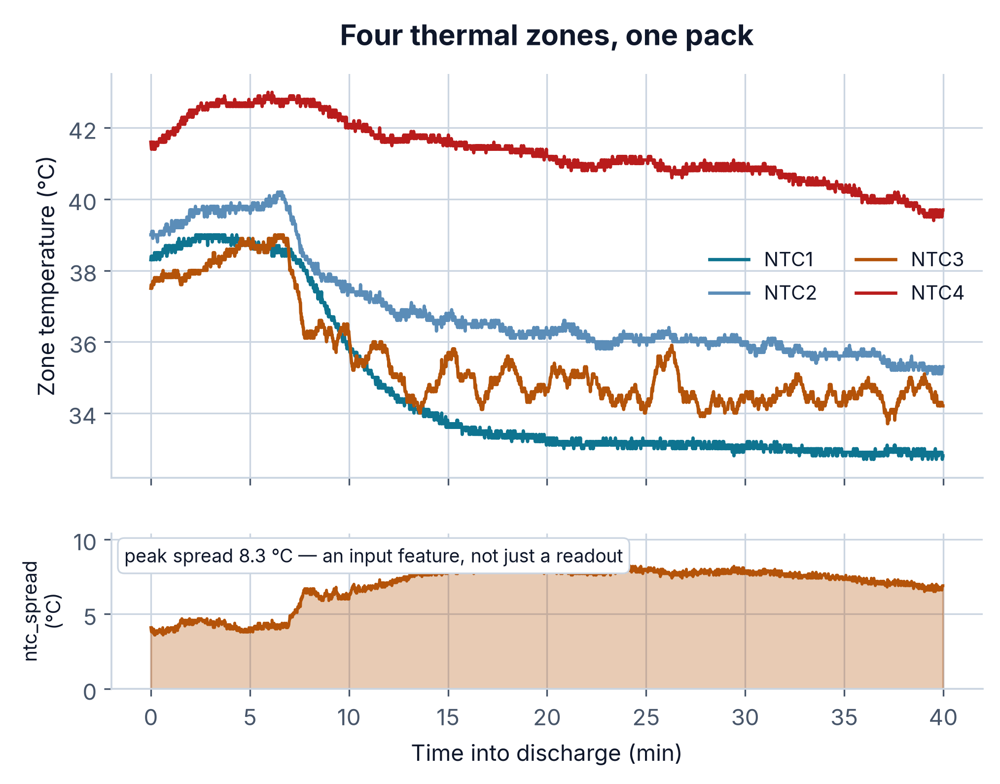 Four thermal zones, one pack
Zone temperature (°C)
42
40
38
36
34
NTC1
NTC3
NTC2
NTC4
ntc_spread
(°C)
10
5
0
peak spread 8.3 °C — an input feature, not just a readout
0 5 10 15 20 25 30 35 40
Time into discharge (min)